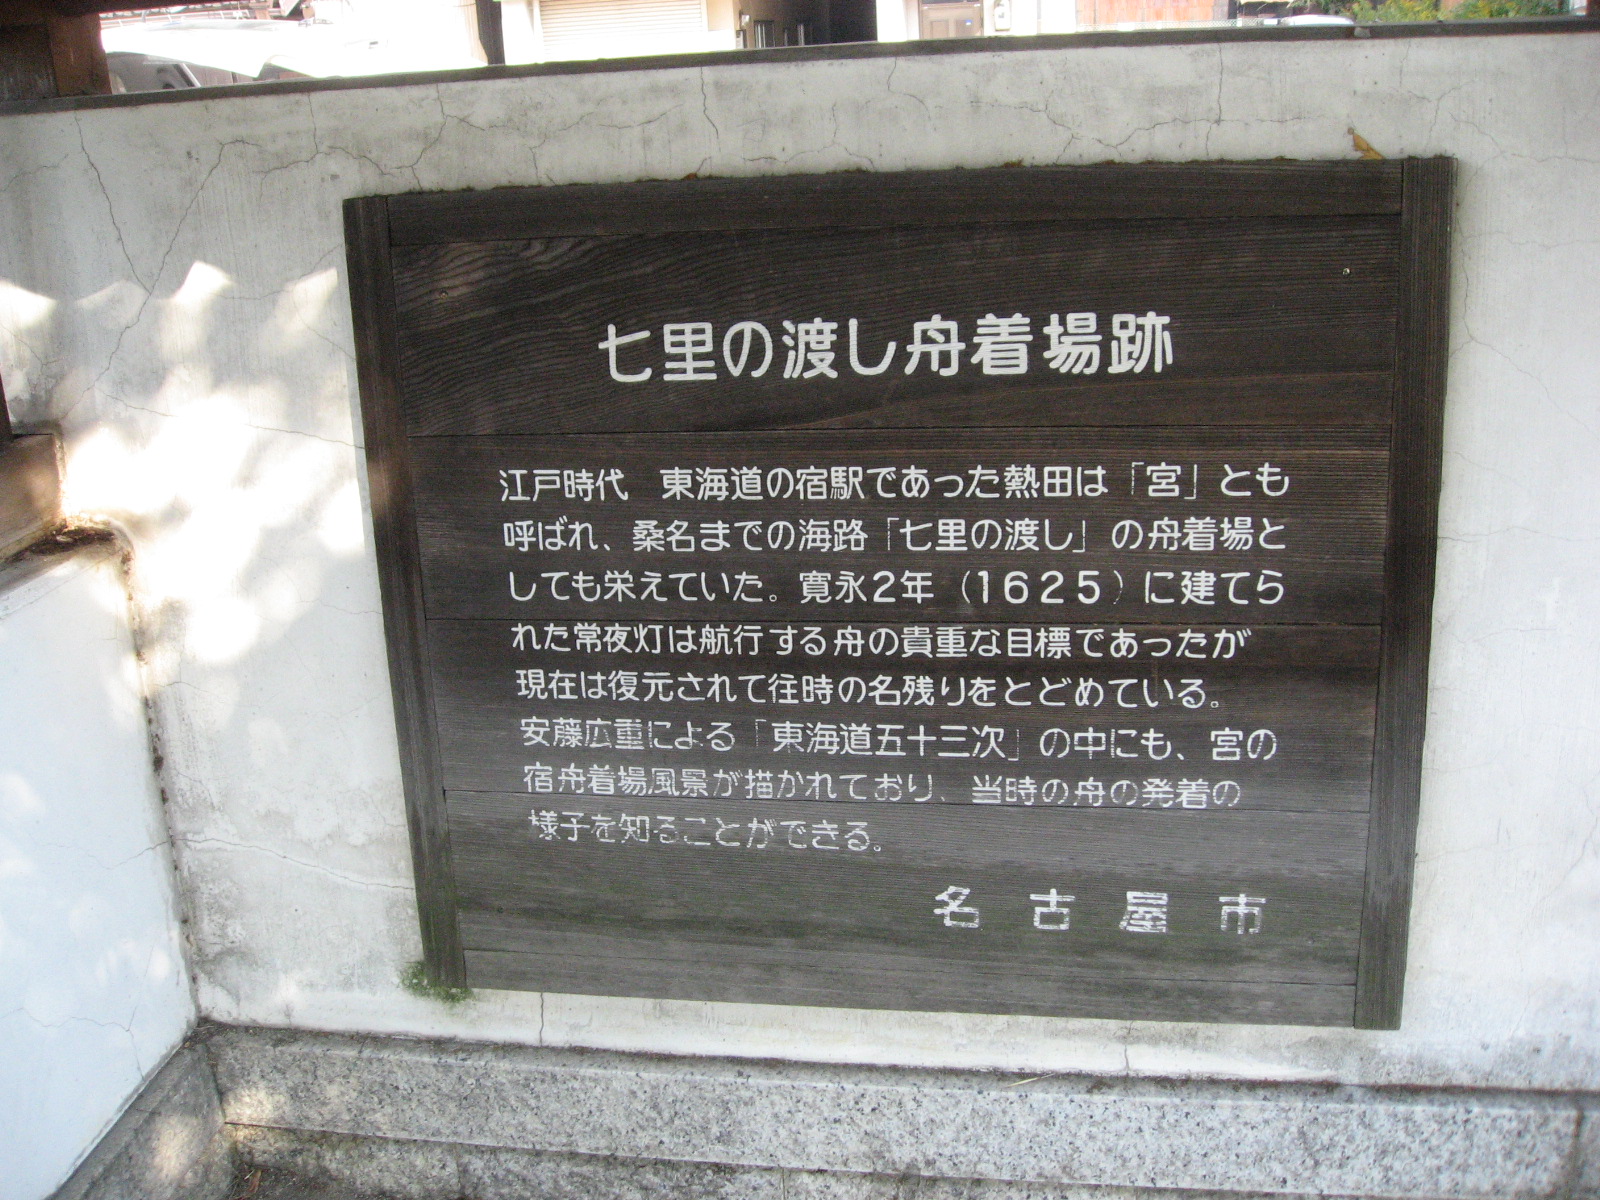 七里の渡し舟着場跡
江戸時代　東海道の宿駅であった熱田は「宮」とも
呼ばれ、桑名までの海路「七里の渡し」の舟着場と
しても栄えていた。寛永２年（１６２５）に建てら
れた常夜灯は航行する舟の貴重な目標であったが
現在は復元されて往時の名残りをとどめている。
安藤広重による「東海道五十三次」の中にも、宮の
宿舟着場風景が描かれており、当時の舟の発着の
様子を知ることができる。
名　古　屋　市